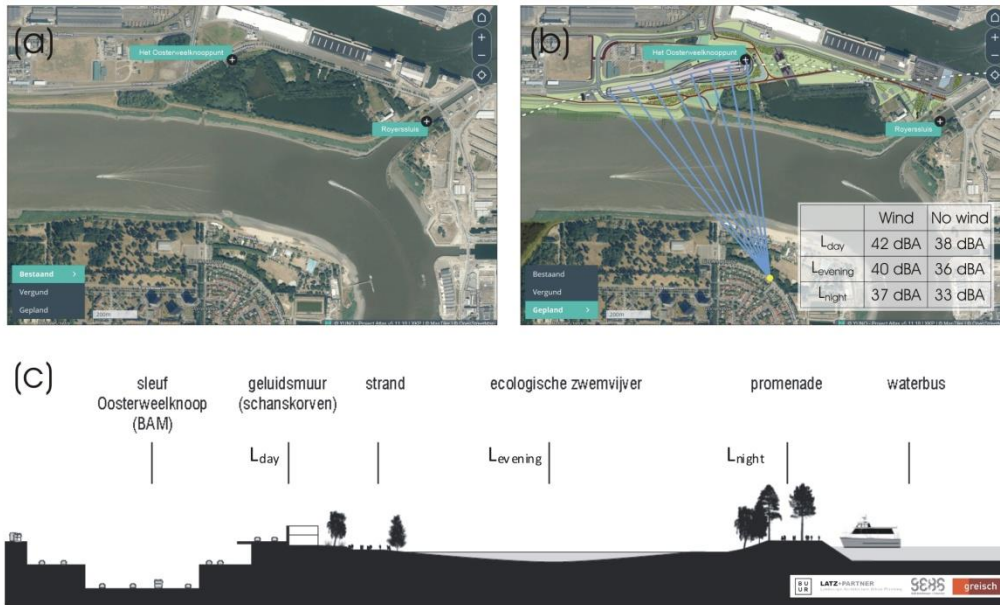 (a)
Het Oosterweelknooppunt
Royerssluis
Bestaand >
Vergund
Gepland
200m
(b)
Het Oosterweelknooppunt
Royerssluis
Wind No wind
Lday 42 dBA 38 dBA
Levening 40 dBA 36 dBA
Lnight 37 dBA 33 dBA
Bestaand
Vergund
Gepland >
200m
(c)
sleuf
Oosterweelknoop
(BAM)
geluidsmuur
(schanskorven)
strand
ecologische zwemvijver
promenade
waterbus
Lday
Levening
Lnight
BUUR
LATZ+PARTNER
greisch